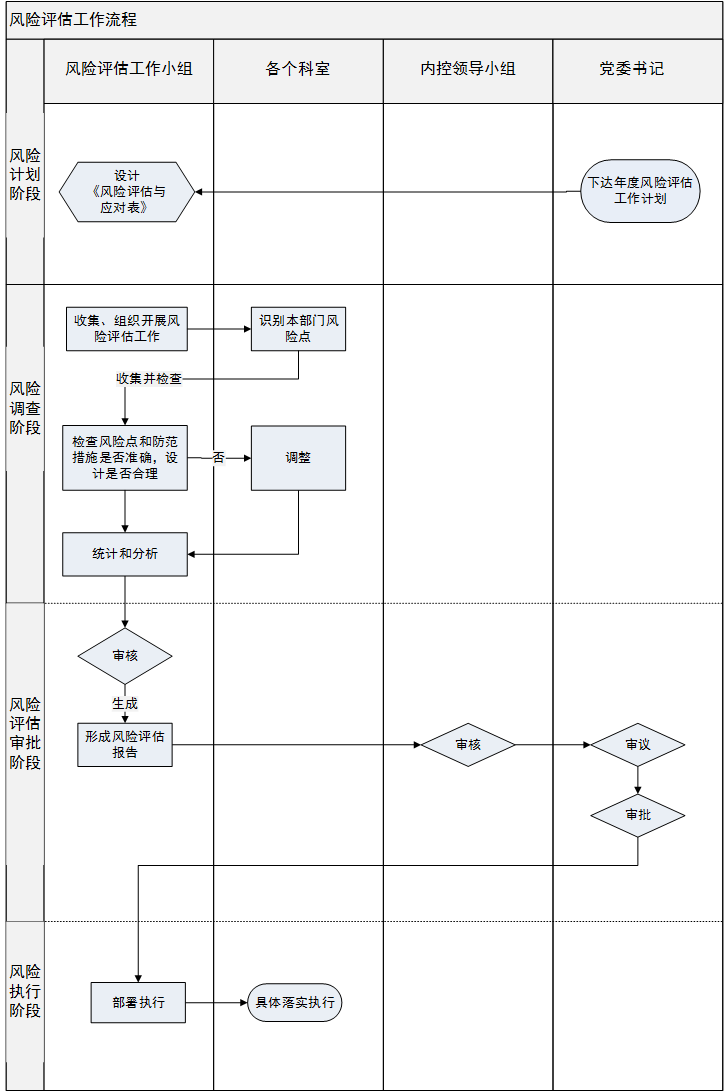 风险评估工作流程
风险评估工作小组
各个科室
内控领导小组
党委书记
风险
计划
阶段
设计
《风险评估与
应对表》
下达年度风险评估
工作计划
风险
调查
阶段
收集、组织开展风
险评估工作
识别本部门风
险点
收集并检查
检查风险点和防范
措施是否准确，设
计是否合理
否
调整
统计和分析
风险
评估
审批
阶段
审核
生成
形成风险评估
报告
审核
审议
审批
风险
执行
阶段
部署执行
具体落实执行